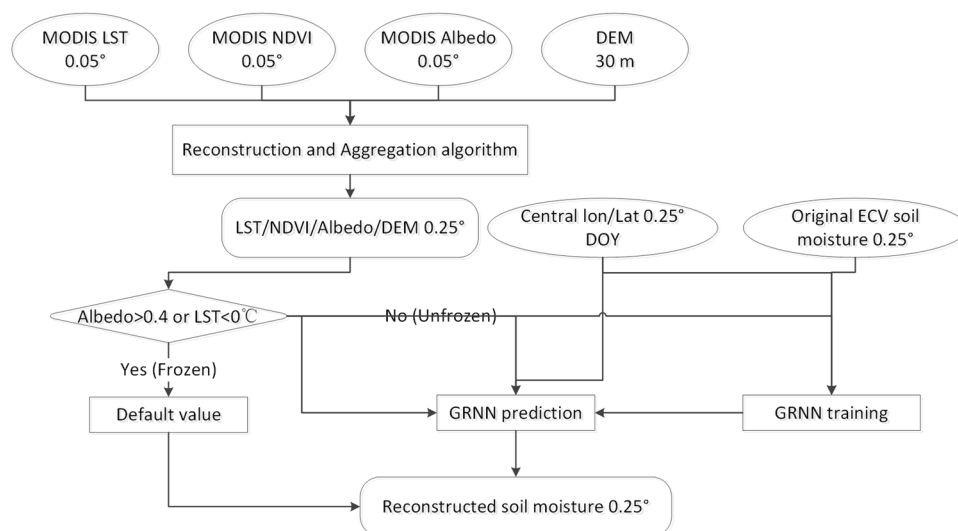 MODIS LST
0.05°
MODIS NDVI
0.05°
MODIS Albedo
0.05°
DEM
30 m
Reconstruction and Aggregation algorithm
LST/NDVI/Albedo/DEM 0.25°
Central lon/Lat 0.25°
DOY
Original ECV soil
moisture 0.25°
Albedo>0.4 or LST<0℃
No (Unfrozen)
Yes (Frozen)
Default value
GRNN prediction
GRNN training
Reconstructed soil moisture 0.25°